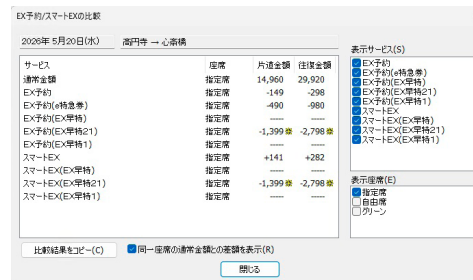 EX予約/スマートEXの比較
2026年 5月20日(水) 高円寺 → 心斎橋
サービス 座席 片道金額 往復金額
通常金額 指定席 14,960 29,920
EX予約 指定席 -149 -298
EX予約(e特急券) 指定席 -490 -980
EX予約(EX早特) 指定席 ----- -----
EX予約(EX早特21) 指定席 -1,399 -2,798
EX予約(EX早特1) 指定席 ----- -----
スマートEX 指定席 +141 +282
スマートEX(EX早特) 指定席 ----- -----
スマートEX(EX早特21) 指定席 -1,399 -2,798
スマートEX(EX早特1) 指定席 ----- -----
表示サービス(S)
EX予約
EX予約(e特急券)
EX予約(EX早特)
EX予約(EX早特21)
EX予約(EX早特1)
スマートEX
スマートEX(EX早特)
スマートEX(EX早特21)
スマートEX(EX早特1)
表示座席(E)
指定席
自由席
グリーン
比較結果をコピー(C)
同一座席の通常金額との差額を表示(R)
閉じる